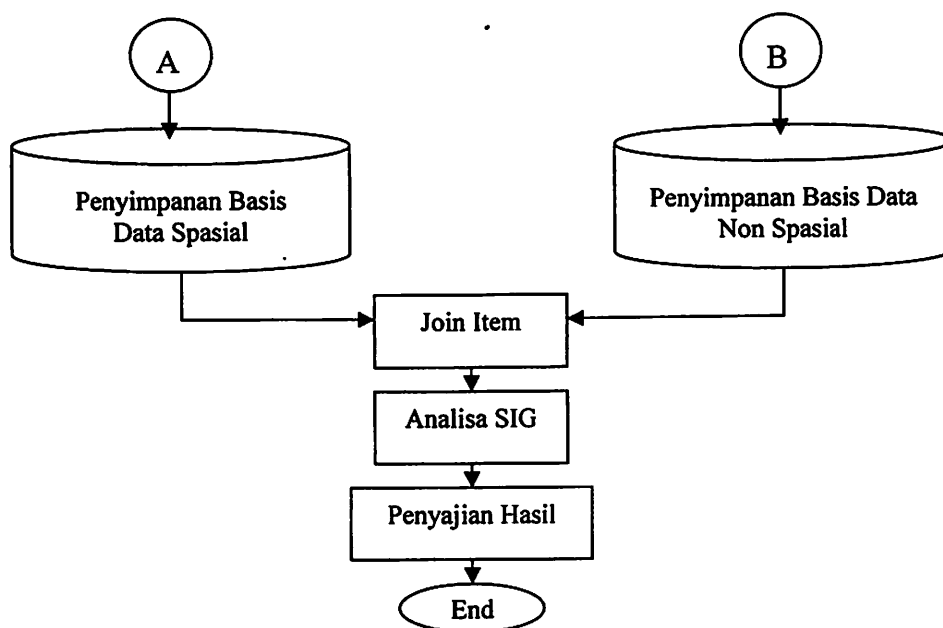 A
B
Penyimpanan Basis
Data Spasial
Penyimpanan Basis Data
Non Spasial
Join Item
Analisa SIG
Penyajian Hasil
End